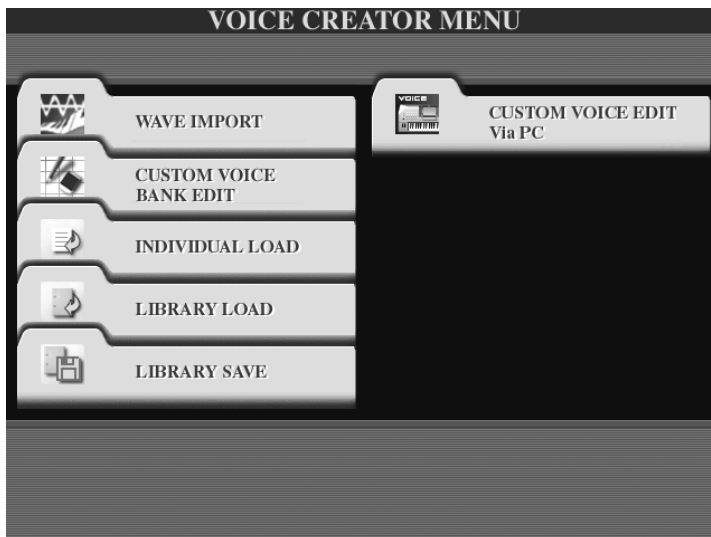 VOICE CREATOR MENU
WAVE IMPORT
CUSTOM VOICE
BANK EDIT
INDIVIDUAL LOAD
LIBRARY LOAD
LIBRARY SAVE
VOICE
CUSTOM VOICE EDIT
Via PC